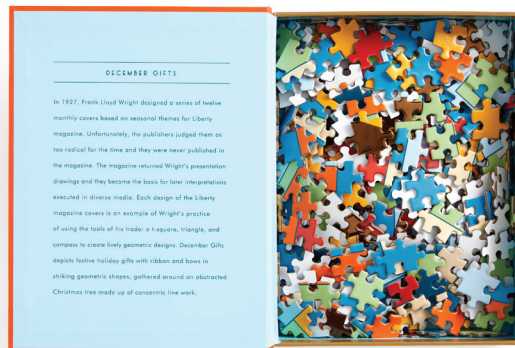 DECEMBER GIFTS
In 1927, Frank Lloyd Wright designed a series of twelve
monthly covers based on seasonal themes for Liberty
magazine. Unfortunately, the publishers judged them as
too radical for the time and they were never published in
the magazine. The magazine returned Wright's presentation
drawings and they became the basis for later interpretations
executed in diverse media. Each design of the Liberty
magazine covers is an example of Wright's practice
of using the tools of his trade: a t-square, triangle, and
compass to create lively geometric designs. December Gifts
depicts festive holiday gifts with ribbon and bows in
striking geometric shapes, gathered around an abstracted
Christmas tree made up of concentric line work.